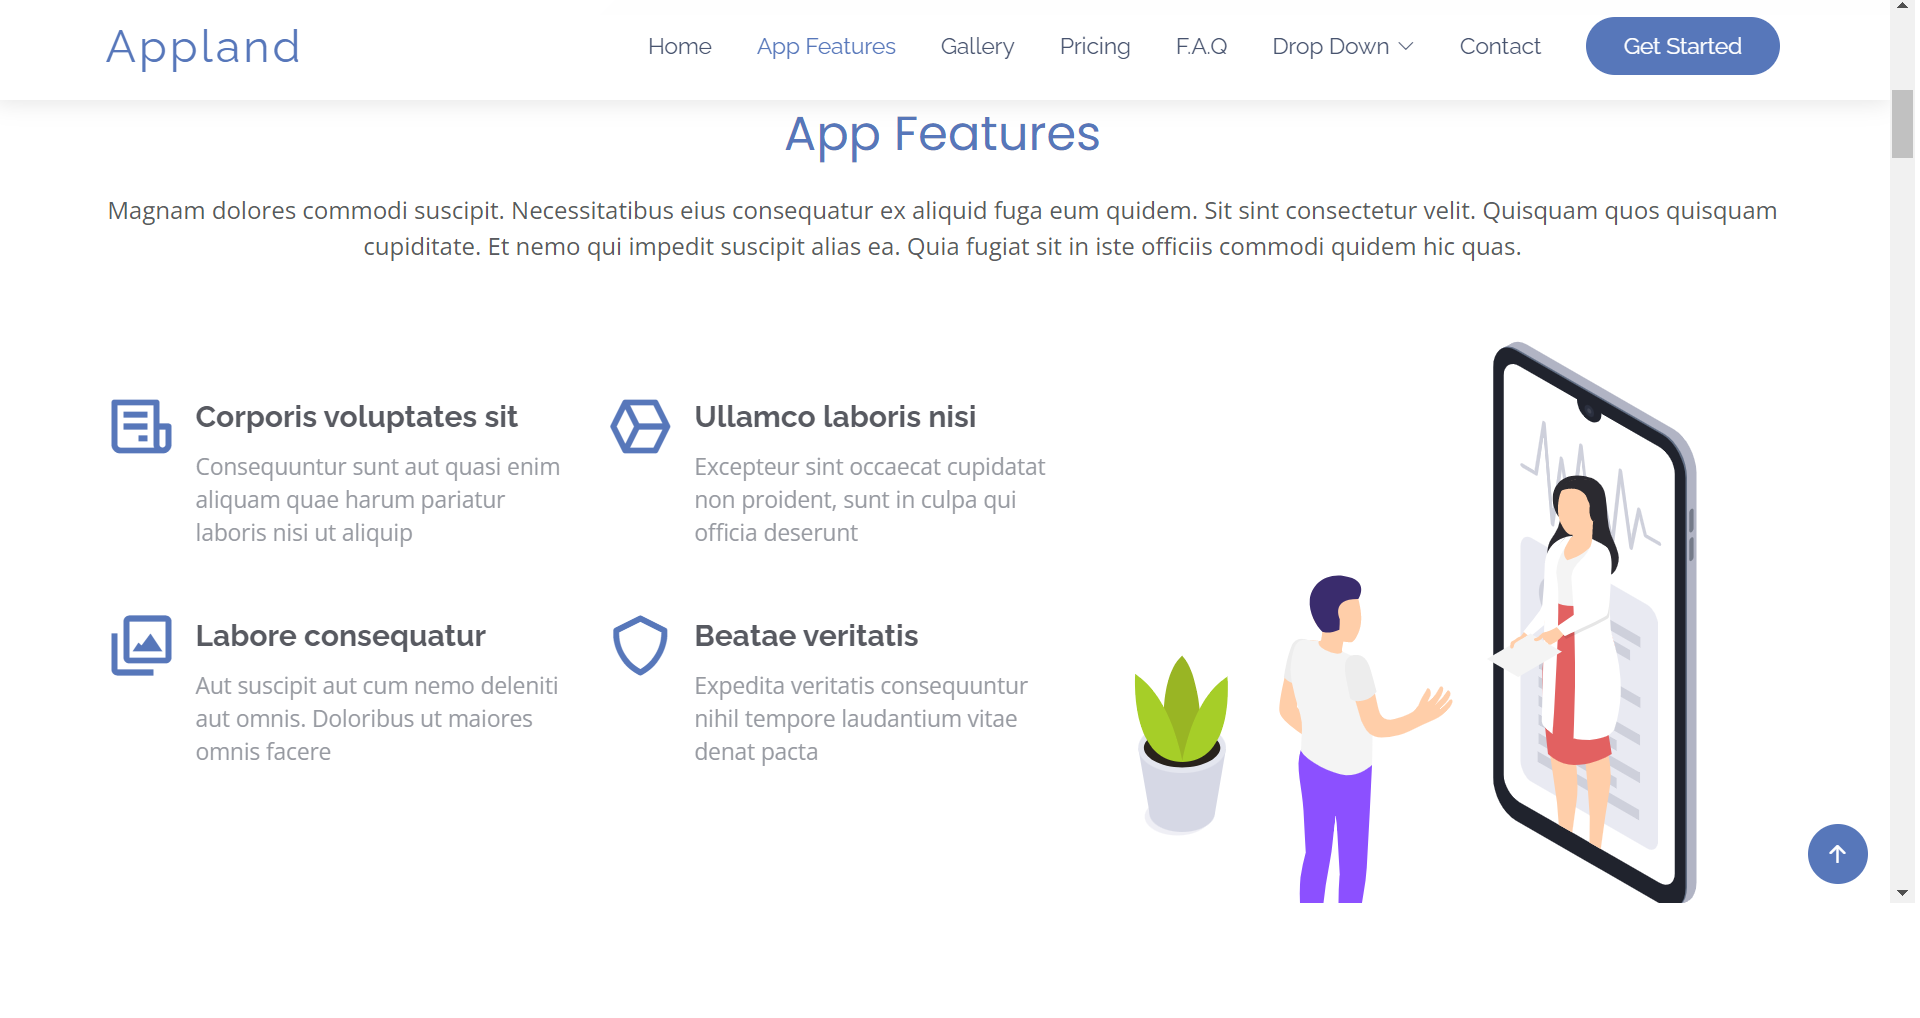 Appland
Home
App Features
Gallery
Pricing
F.A.Q
Drop Down
Contact
Get Started
App Features
Magnam dolores commodi suscipit. Necessitatibus eius consequatur ex aliquid fuga eum quidem. Sit sint consectetur velit. Quisquam quos quisquam
cupiditate. Et nemo qui impedit suscipit alias ea. Quia fugiat sit in iste officiis commodi quidem hic quas.
Corporis voluptates sit
Consequuntur sunt aut quasi enim
aliquam quae harum pariatur
laboris nisi ut aliquip
Ullamco laboris nisi
Excepteur sint occaecat cupidatat
non proident, sunt in culpa qui
officia deserunt
Labore consequatur
Aut suscipit aut cum nemo deleniti
aut omnis. Doloribus ut maiores
omnis facere
Beatae veritatis
Expedita veritatis consequuntur
nihil tempore laudantium vitae
denat pacta